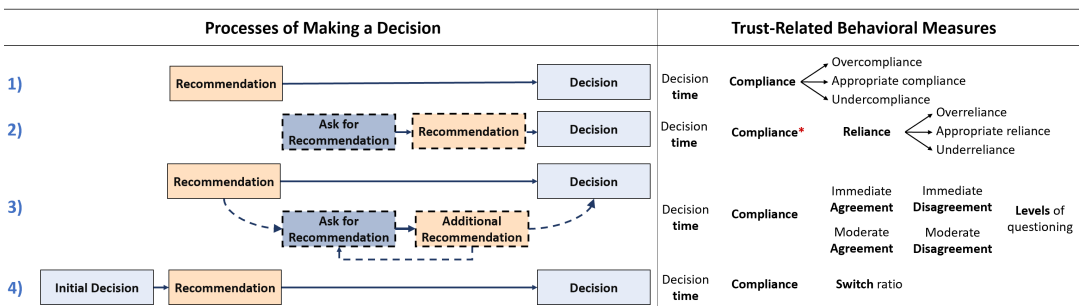 Processes of Making a Decision
Trust-Related Behavioral Measures
1)
Recommendation
Decision
Decision
time
Compliance
Overcompliance
Appropriate compliance
Undercompliance
2)
Ask for
Recommendation
Recommendation
Decision
Decision
time
Compliance*
Reliance
Overreliance
Appropriate reliance
Underreliance
3)
Recommendation
Decision
Ask for
Recommendation
Additional
Recommendation
Decision
time
Compliance
Immediate
Agreement
Immediate
Disagreement
Moderate
Agreement
Moderate
Disagreement
Levels of
questioning
4)
Initial Decision
Recommendation
Decision
Decision
time
Compliance
Switch ratio